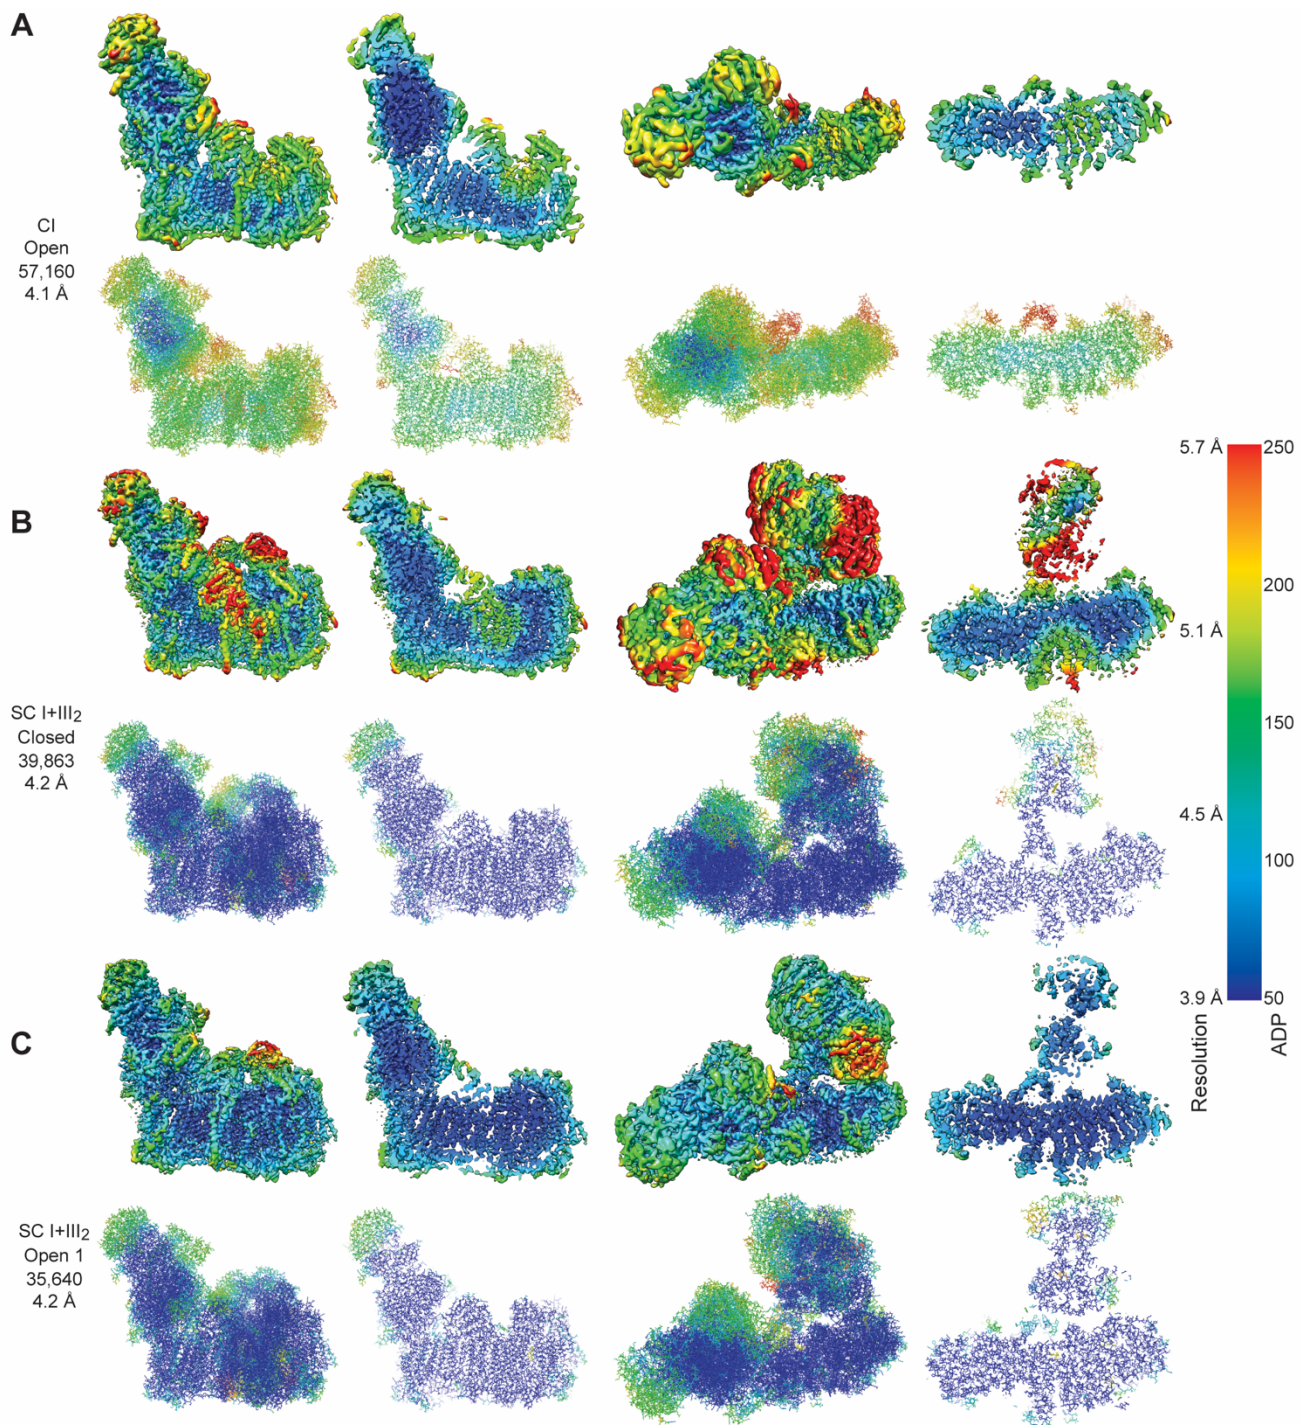 A
CI
Open
57,160
4.1 Å
B
SC I+III₂
Closed
39,863
4.2 Å
C
SC I+III₂
Open 1
35,640
4.2 Å
5.7 Å
250
200
5.1 Å
150
4.5 Å
100
3.9 Å
50
Resolution
ADP